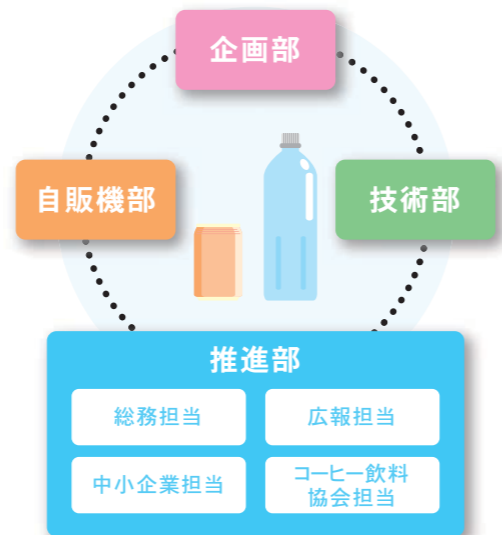 企画部
自販機部
技術部
推進部
総務担当
広報担当
中小企業担当
コーヒー飲料
協会担当